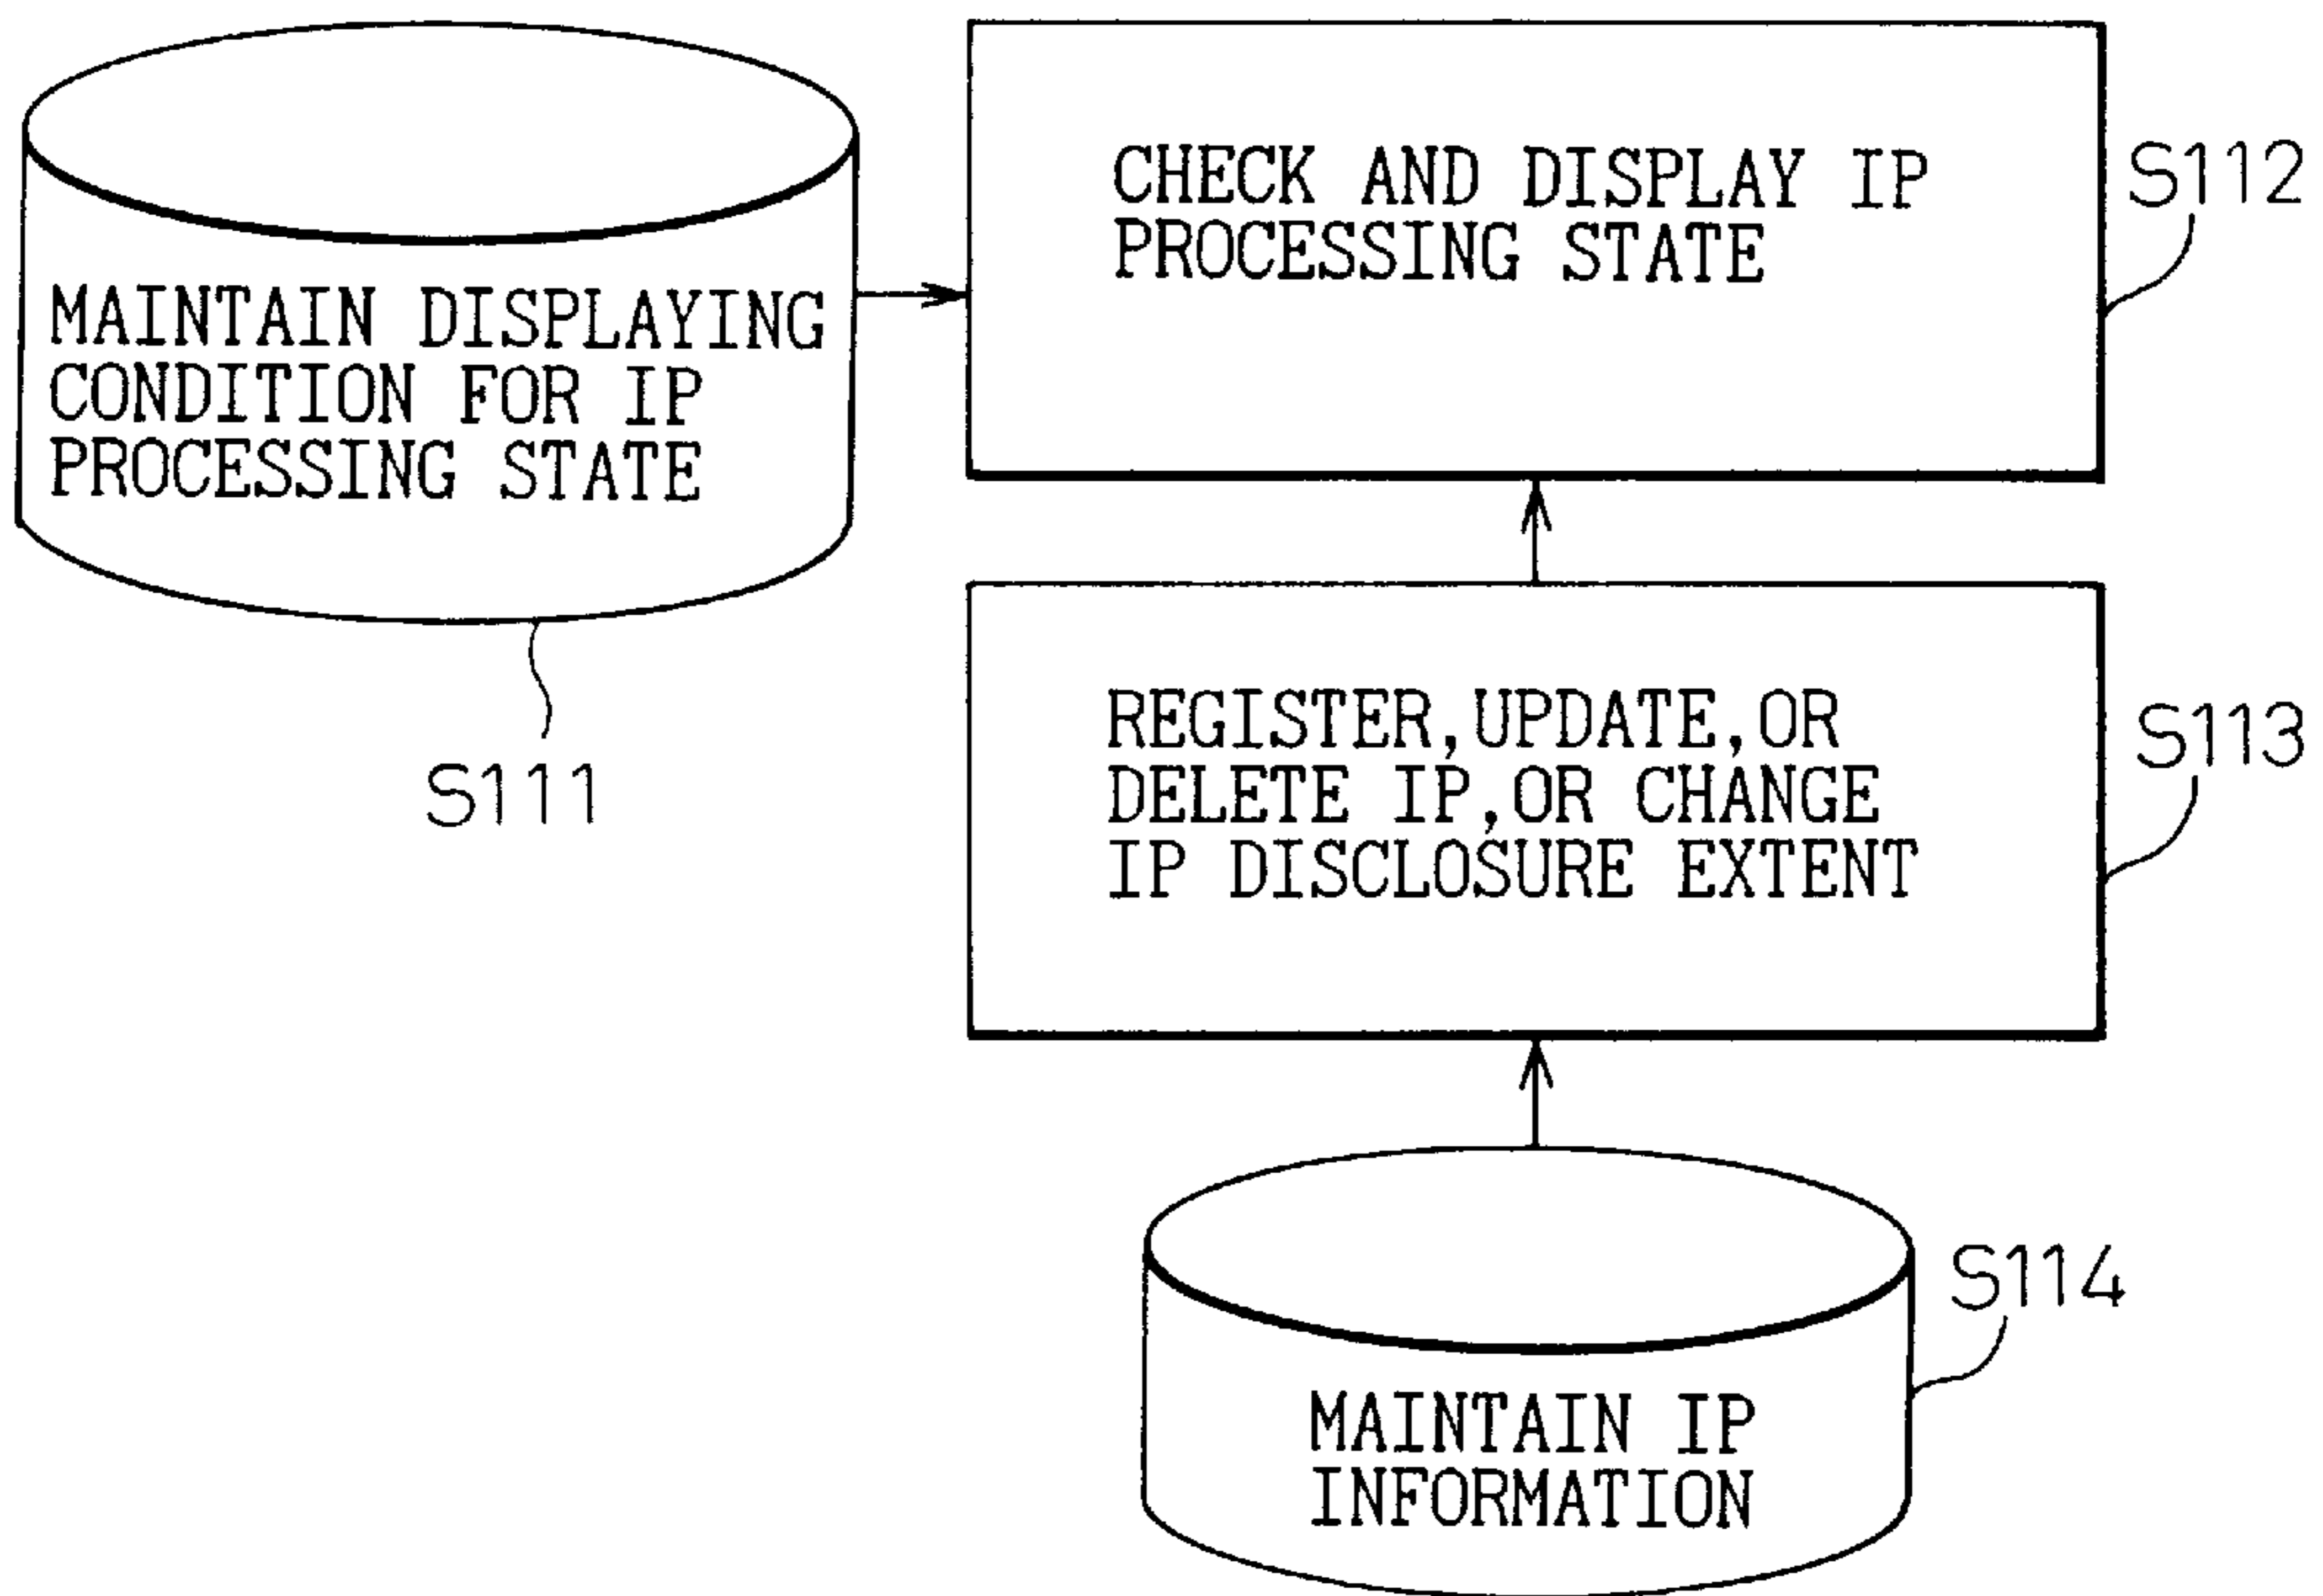 MAINTAIN DISPLAYING
CONDITION FOR IP
PROCESSING STATE
S111
CHECK AND DISPLAY IP
PROCESSING STATE
S112
REGISTER, UPDATE, OR
DELETE IP, OR CHANGE
IP DISCLOSURE EXTENT
S113
MAINTAIN IP
INFORMATION
S114